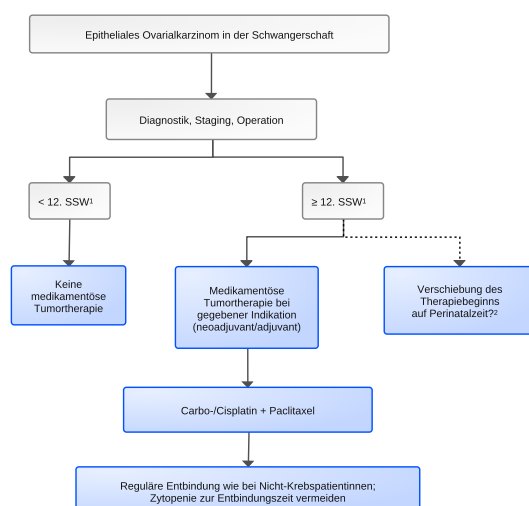 Epitheliales Ovarialkarzinom in der Schwangerschaft
Diagnostik, Staging, Operation
< 12. SSW¹
≥ 12. SSW¹
Keine
medikamentöse
Tumortherapie
Medikamentöse
Tumortherapie bei
gegebener Indikation
(neoadjuvant/adjuvant)
Verschiebung des
Therapiebeginns
auf Perinatalzeit?²
Carbo-/Cisplatin + Paclitaxel
Reguläre Entbindung wie bei Nicht-Krebspatientinnen;
Zytopenie zur Entbindungszeit vermeiden